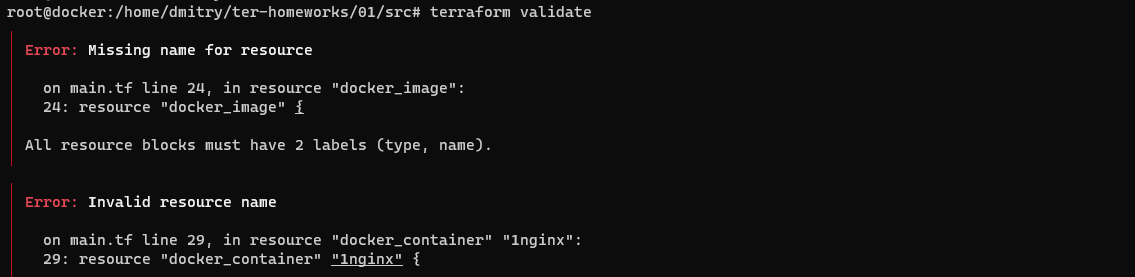 root@docker:/home/dmitry/ter-homeworks/01/src# terraform validate
Error: Missing name for resource
on main.tf line 24, in resource "docker_image":
24: resource "docker_image" {
All resource blocks must have 2 labels (type, name).
Error: Invalid resource name
on main.tf line 29, in resource "docker_container" "1nginx":
29: resource "docker_container" "1nginx" {